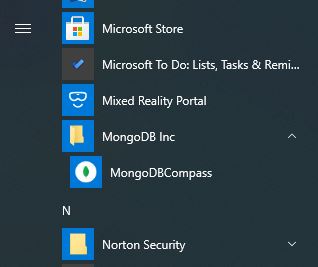 Microsoft Store
Microsoft To Do: Lists, Tasks & Remi...
Mixed Reality Portal
MongoDB Inc
MongoDBCompass
N
Norton Security